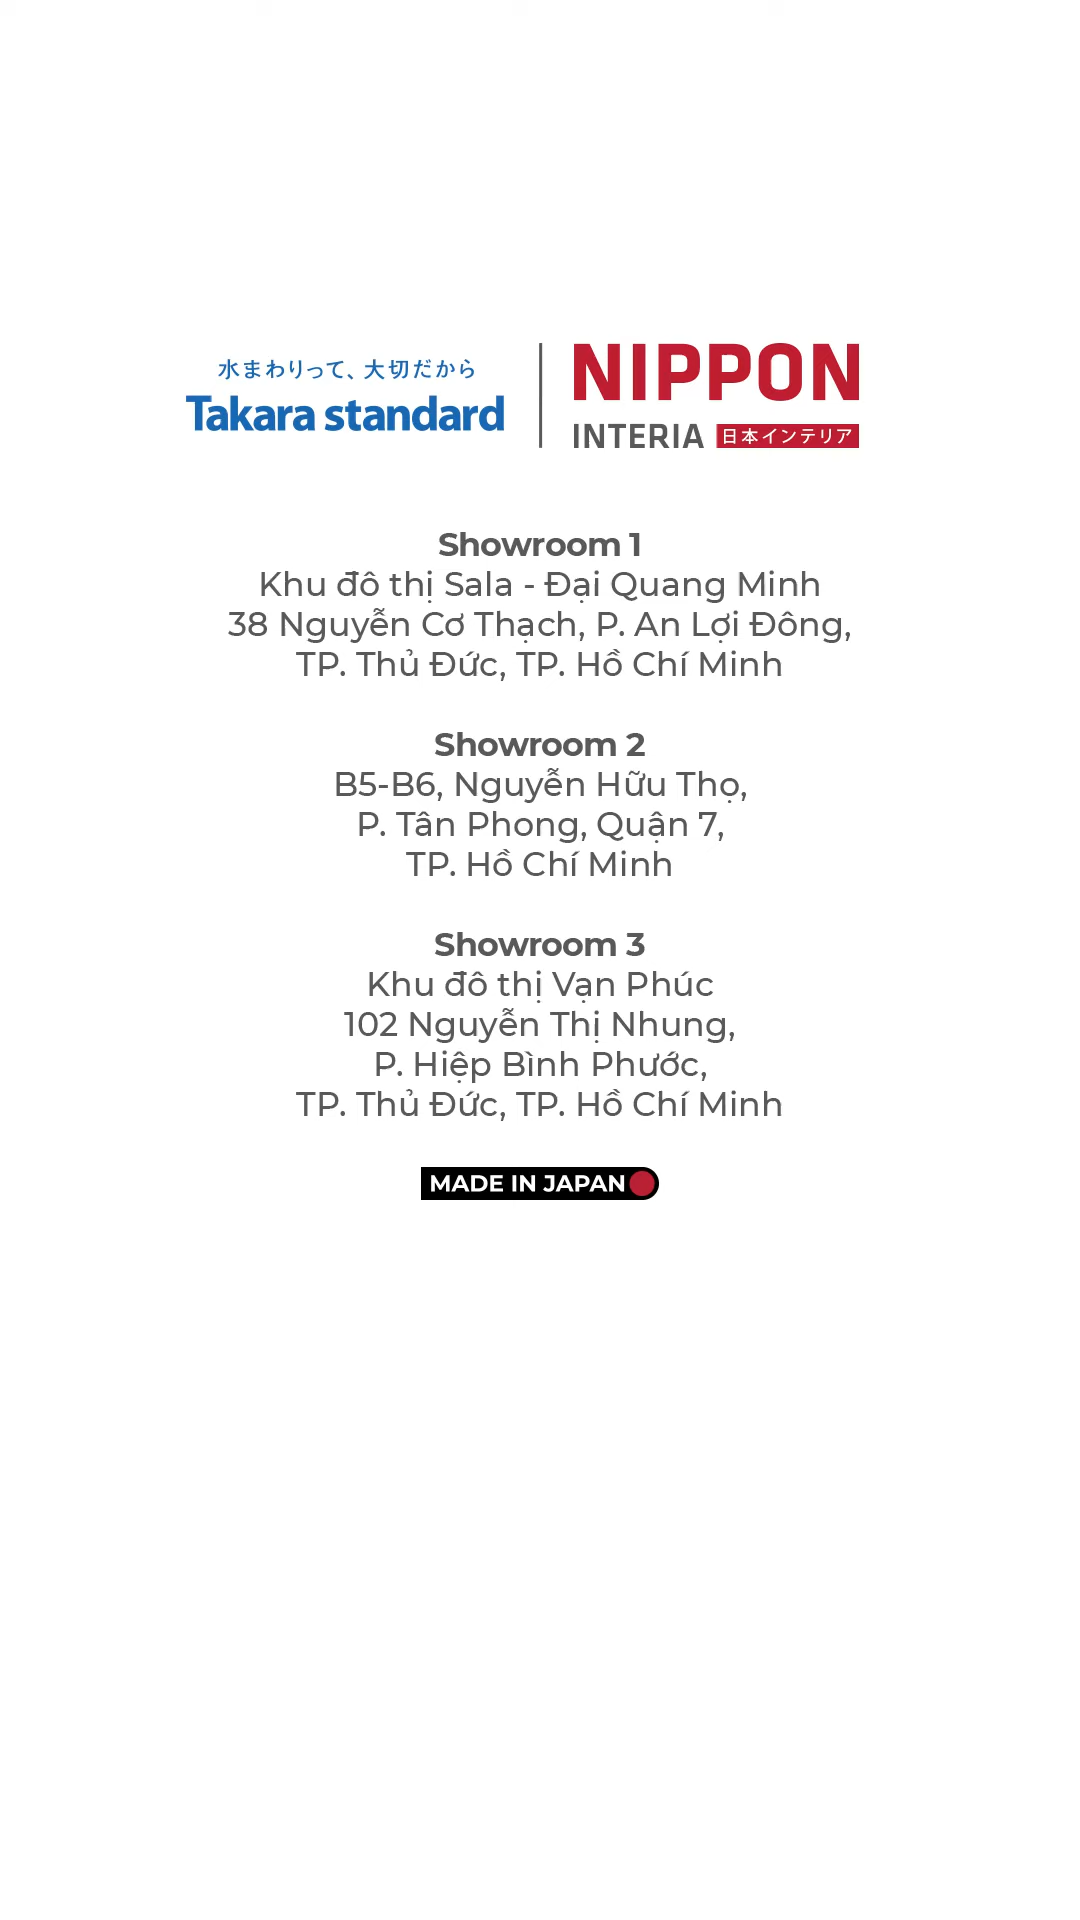 水まわりって、大切だから
Takara standard
NIPPON
INTERIA 日本インテリア
Showroom 1
Khu đô thị Sala - Đại Quang Minh
38 Nguyễn Cơ Thạch, P. An Lợi Đông,
TP. Thủ Đức, TP. Hồ Chí Minh
Showroom 2
B5-B6, Nguyễn Hữu Thọ,
P. Tân Phong, Quận 7,
TP. Hồ Chí Minh
Showroom 3
Khu đô thị Vạn Phúc
102 Nguyễn Thị Nhung,
P. Hiệp Bình Phước,
TP. Thủ Đức, TP. Hồ Chí Minh
MADE IN JAPAN